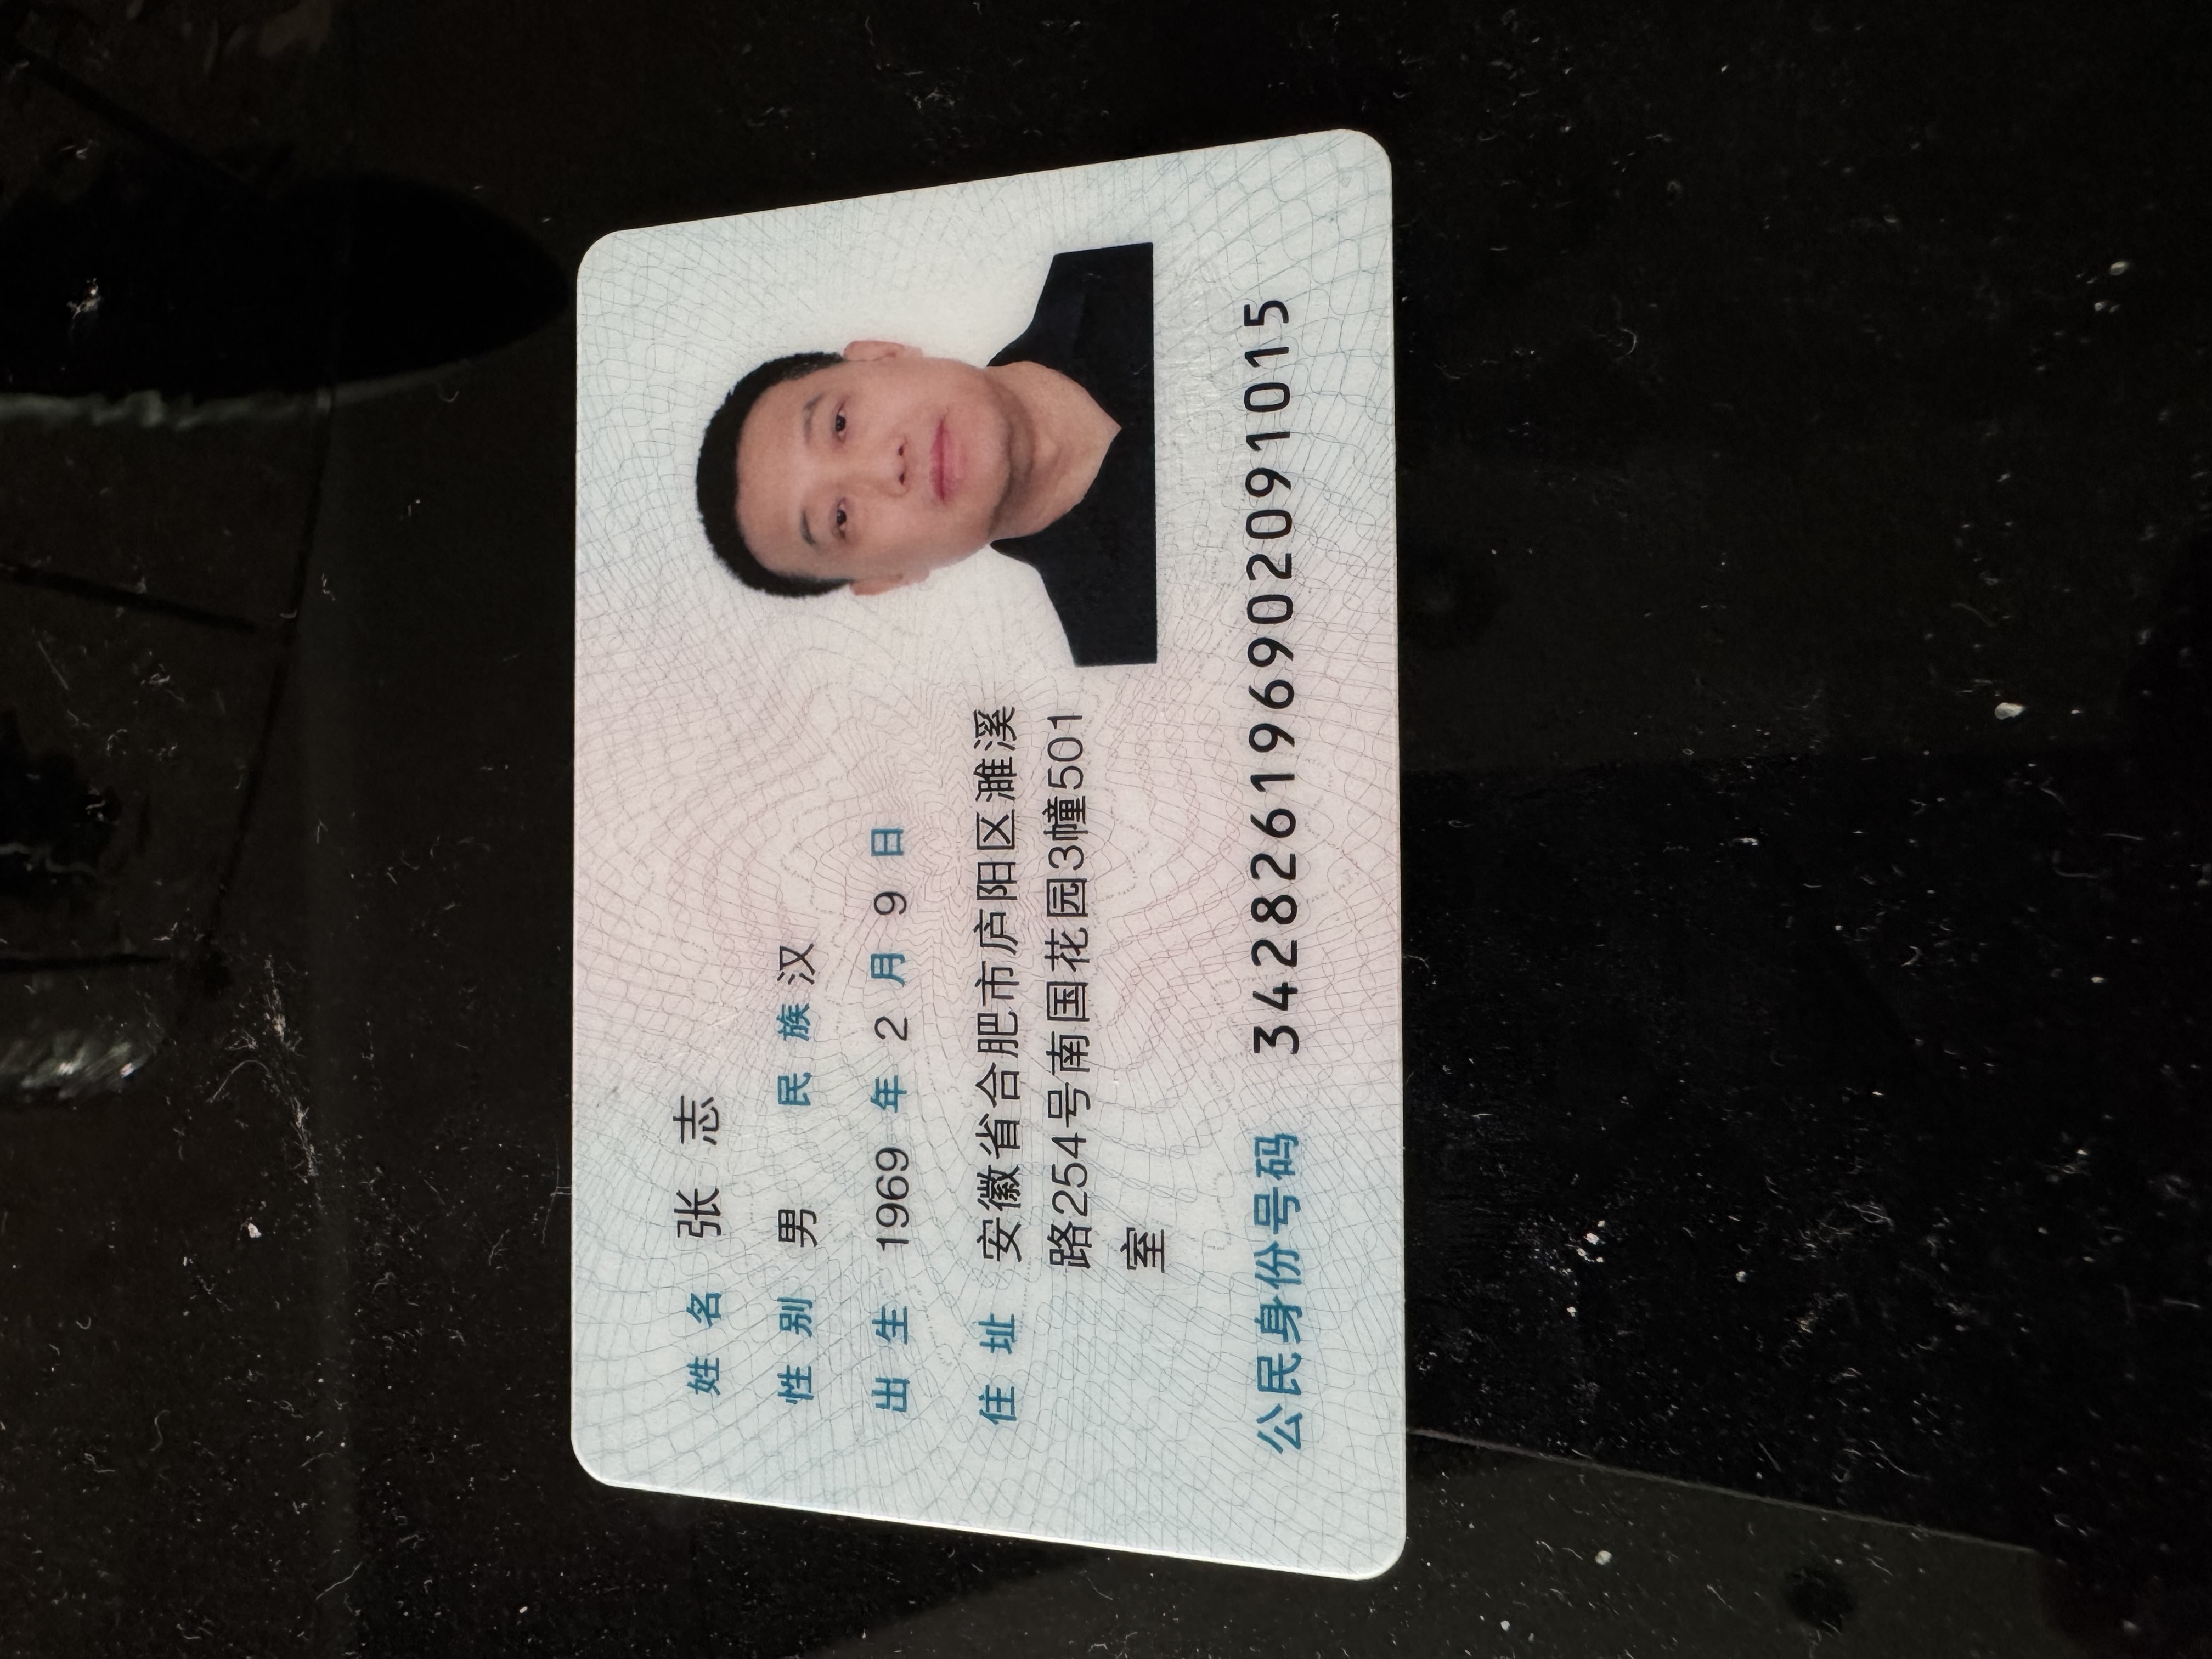 姓名 张志
性别 男 民族 汉
出生 1969 年 2 月 9 日
住址 安徽省合肥市庐阳区濉溪
路254号南国花园3幢501
室
公民身份号码 342826196902091015